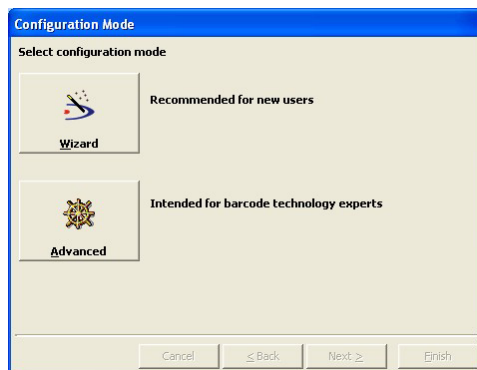 Configuration Mode
Select configuration mode
Recommended for new users
Wizard
Intended for barcode technology experts
Advanced
Cancel
< Back
Next >
Finish